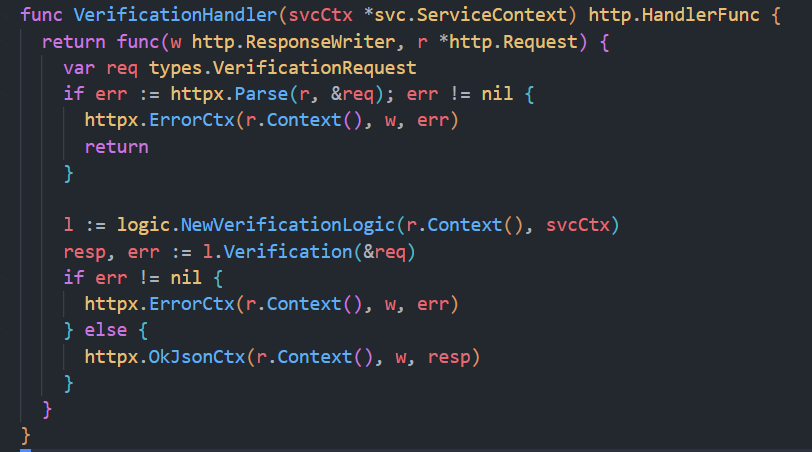 func VerificationHandler(svcCtx *svc.ServiceContext) http.HandlerFunc {
  return func(w http.ResponseWriter, r *http.Request) {
    var req types.VerificationRequest
    if err := httpx.Parse(r, &req); err != nil {
      httpx.ErrorCtx(r.Context(), w, err)
      return
    }

    l := logic.NewVerificationLogic(r.Context(), svcCtx)
    resp, err := l.Verification(&req)
    if err != nil {
      httpx.ErrorCtx(r.Context(), w, err)
    } else {
      httpx.OkJsonCtx(r.Context(), w, resp)
    }
  }
}